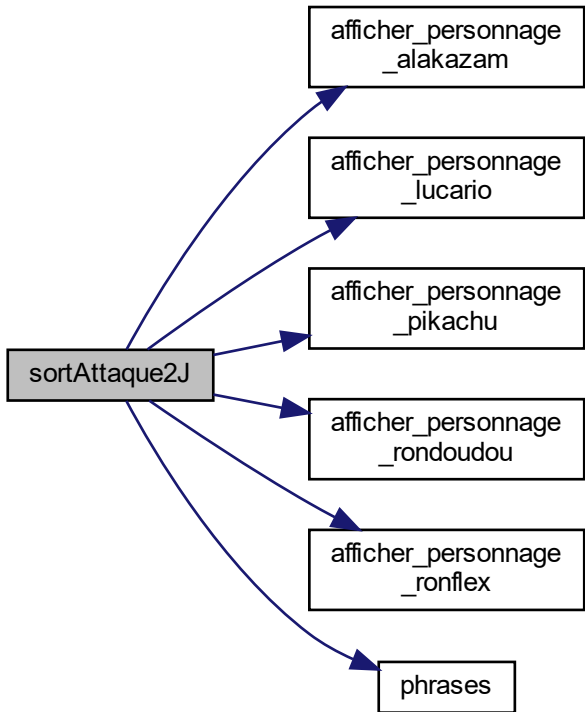 afficher_personnage
_alakazam
afficher_personnage
_lucario
afficher_personnage
_pikachu
sortAttaque2J
afficher_personnage
_rondoudou
afficher_personnage
_ronflex
phrases